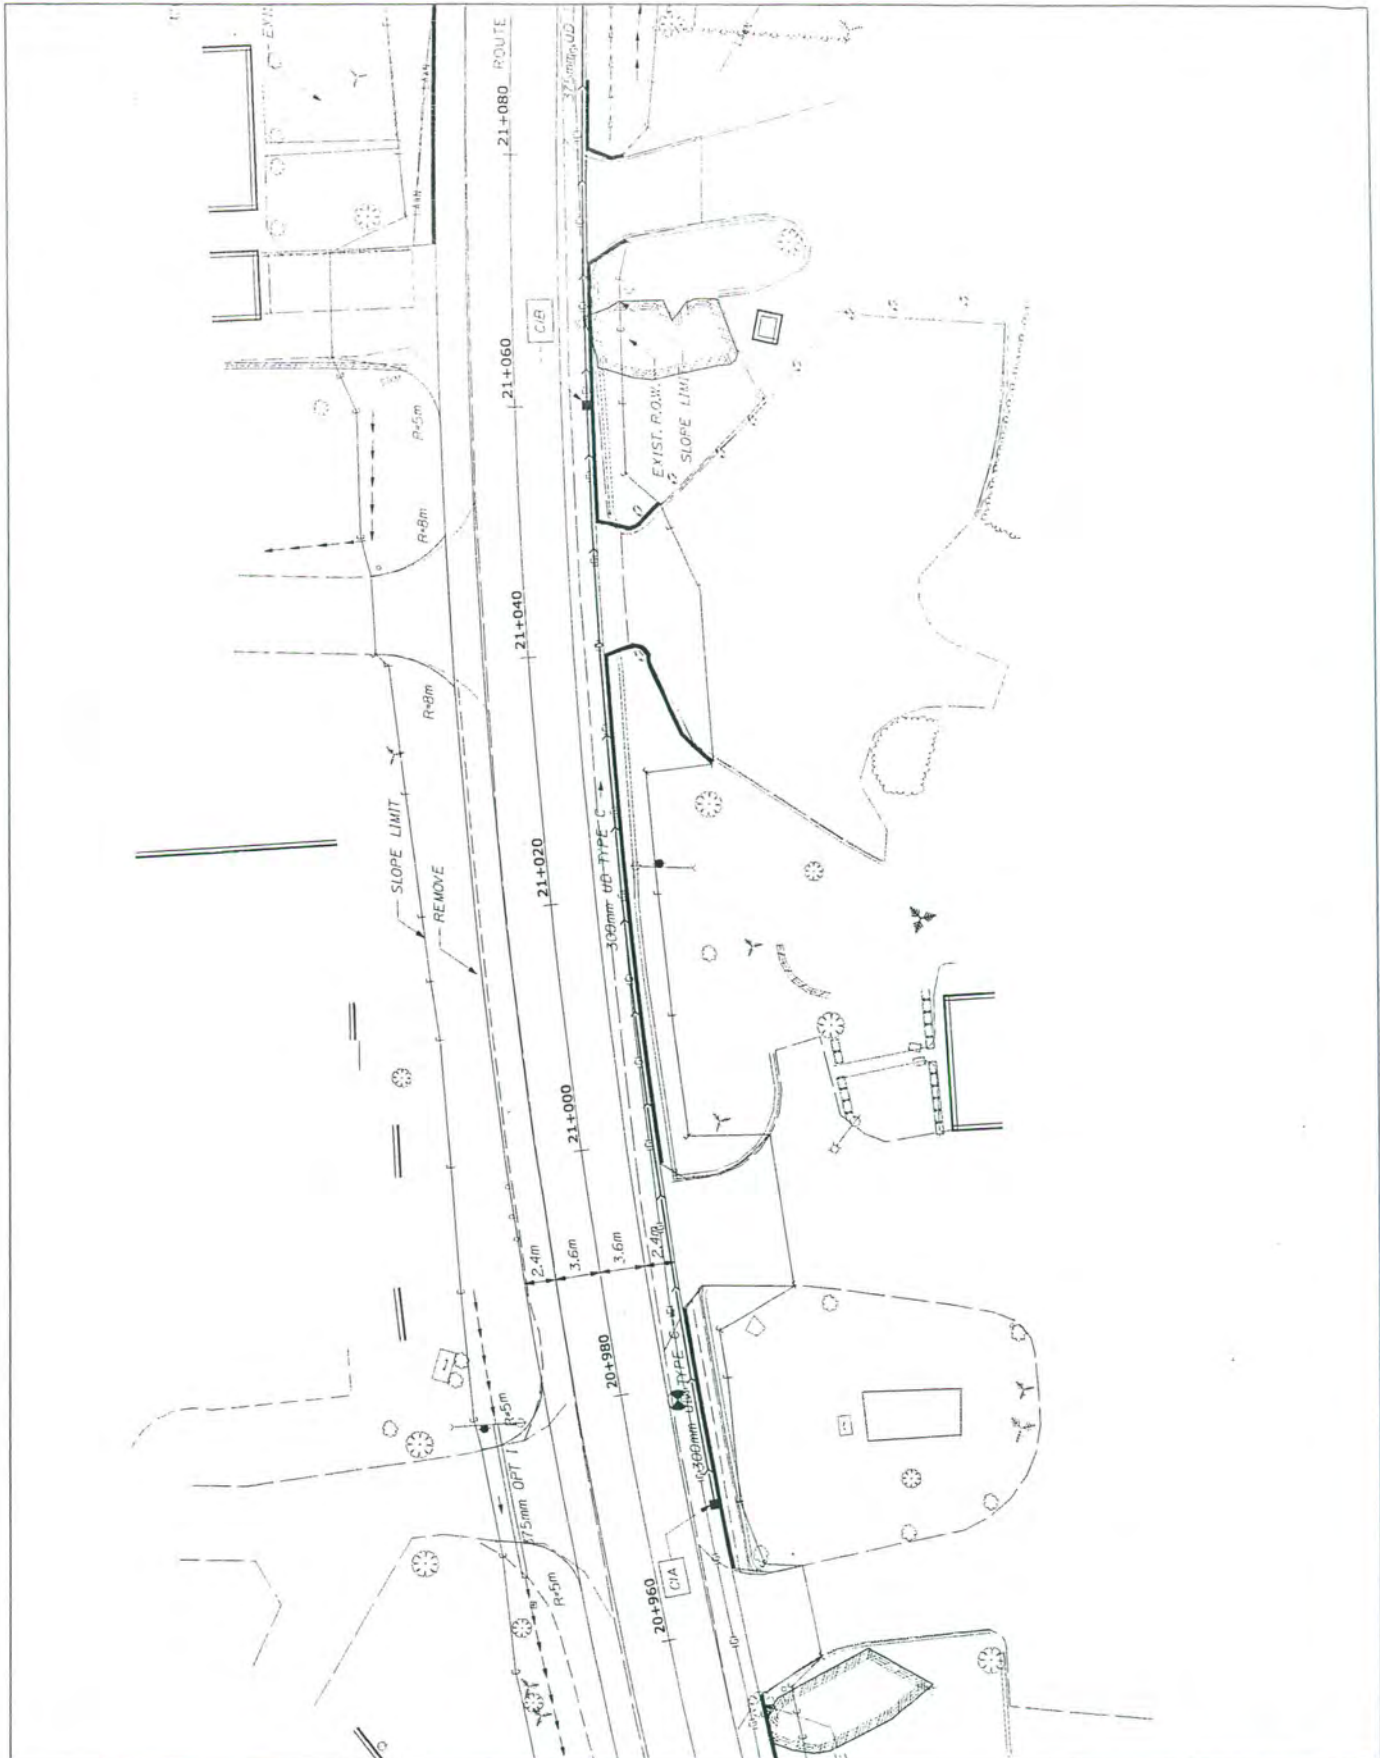 ROUTE
21+080
375mm UD
C1B
21+060
R=5m
EXIST. R.O.W.
SLOPE LIMIT
R=8m
21+040
R=8m
SLOPE LIMIT
REMOVE
21+020
300mm UD TYPE C
21+000
2.4m
3.6m
3.6m
2.4m
20+980
R=5m
375mm OPT I
300mm UD TYPE C
R=5m
C1A
20+960